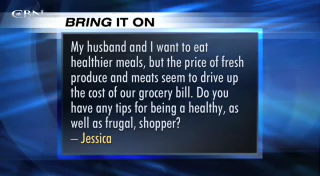 CBN
BRING IT ON
My husband and I want to eat
healthier meals, but the price of fresh
produce and meats seem to drive up
the cost of our grocery bill. Do you
have any tips for being a healthy, as
well as frugal, shopper?
– Jessica